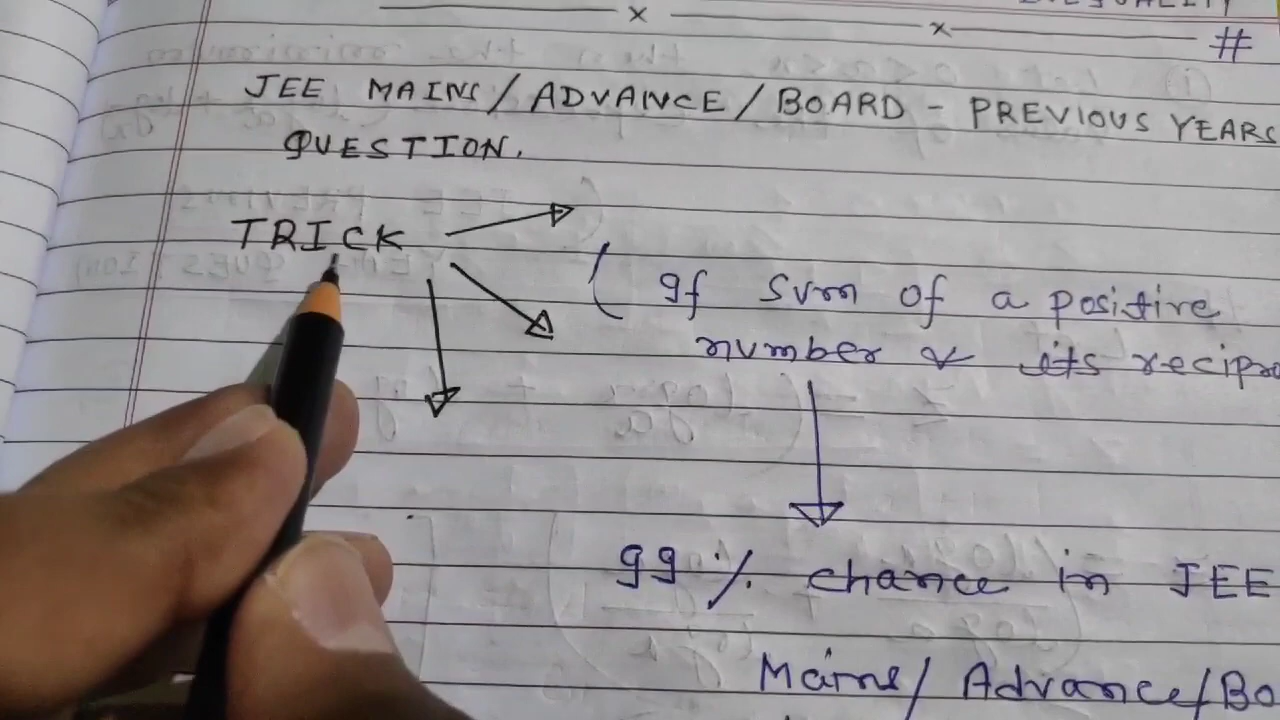 #
JEE MAINS/ADVANCE/BOARD - PREVIOUS YEARS
QUESTION.
TRICK
( If sum of a positive
number & its recipro
99 % chance in JEE
Mains/ Advance/Bo